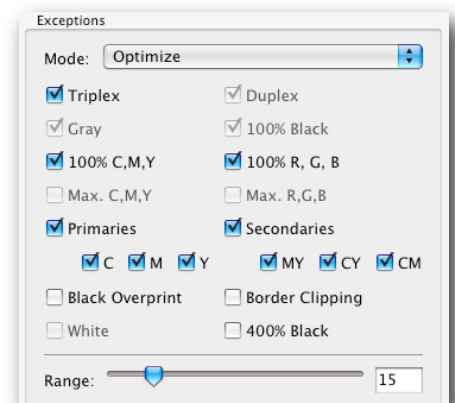 Exceptions
Mode: Optimize
Triplex Duplex
Gray 100% Black
100% C,M,Y 100% R, G, B
Max. C,M,Y Max. R,G,B
Primaries Secondaries
C M Y MY CY CM
Black Overprint Border Clipping
White 400% Black
Range: 15